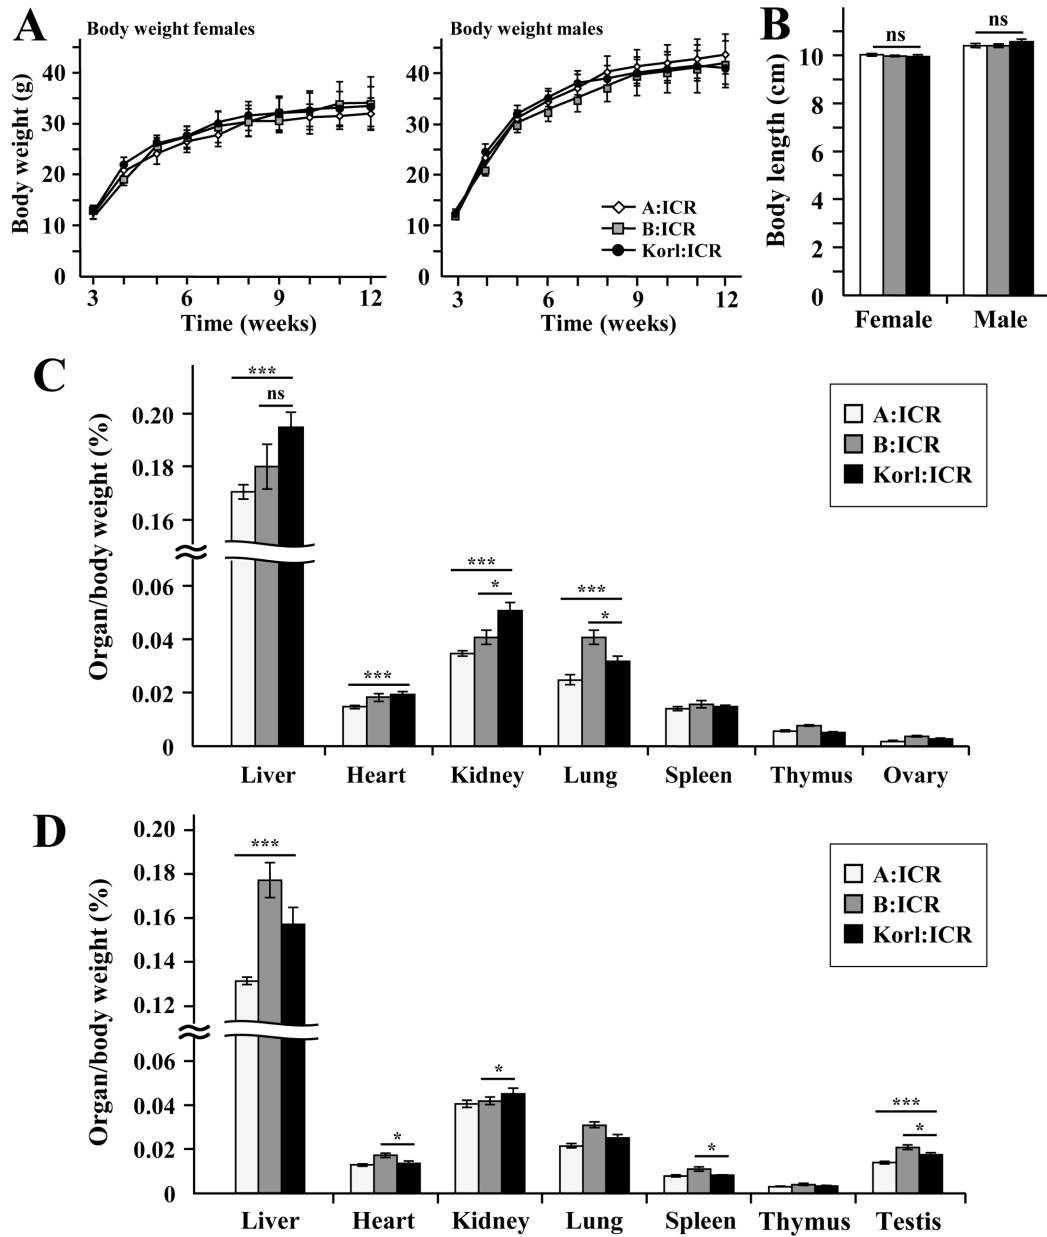 A
Body weight females
Body weight (g)
40
30
20
10
0
3
6
9
12
Time (weeks)
Body weight males
40
30
20
10
0
3
6
9
12
Time (weeks)
A:ICR
B:ICR
Korl:ICR
B
Body length (cm)
10
8
6
4
2
0
ns
ns
Female
Male
C
Organ/body weight (%)
0.20
0.18
0.16
0.06
0.04
0.02
0
***
ns
***
***
*
***
*
Liver
Heart
Kidney
Lung
Spleen
Thymus
Ovary
A:ICR
B:ICR
Korl:ICR
D
Organ/body weight (%)
0.20
0.18
0.16
0.14
0.12
0.06
0.04
0.02
0
***
*
*
*
***
*
Liver
Heart
Kidney
Lung
Spleen
Thymus
Testis
A:ICR
B:ICR
Korl:ICR